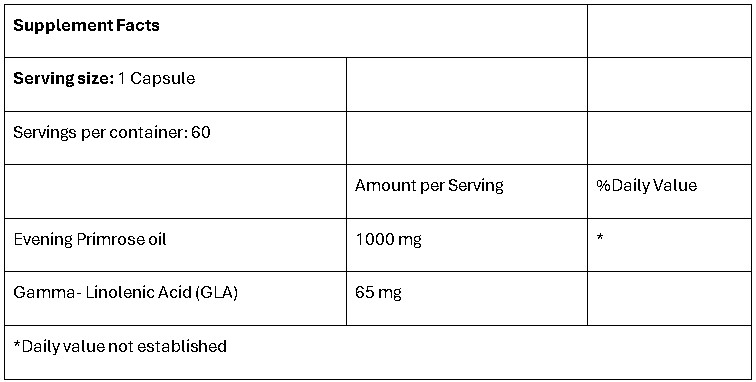 Supplement Facts
Serving size: 1 Capsule
Servings per container: 60
Amount per Serving %Daily Value
Evening Primrose oil 1000 mg *
Gamma- Linolenic Acid (GLA) 65 mg
*Daily value not established